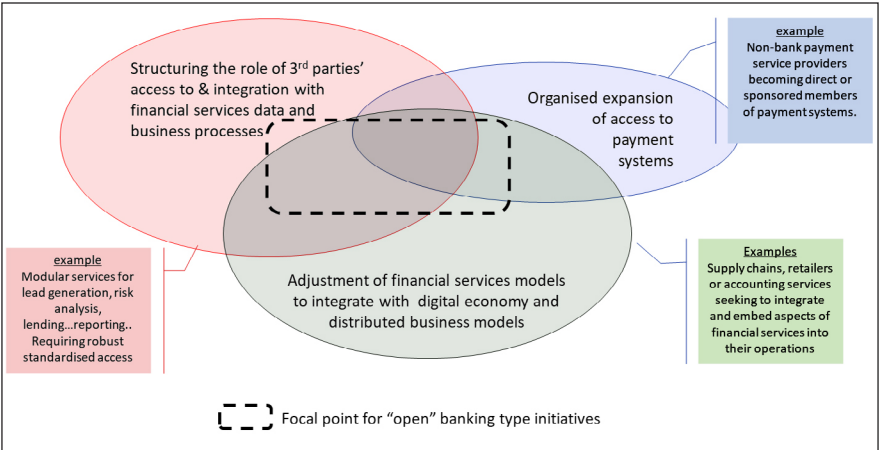 Structuring the role of 3rd parties’
access to & integration with
financial services data and
business processes
Organised expansion
of access to
payment
systems
example
Non-bank payment
service providers
becoming direct or
sponsored members
of payment systems.
example
Modular services for
lead generation, risk
analysis,
lending...reporting..
Requiring robust
standardised access
Adjustment of financial services models
to integrate with digital economy and
distributed business models
Examples
Supply chains, retailers
or accounting services
seeking to integrate
and embed aspects of
financial services into
their operations
Focal point for “open” banking type initiatives